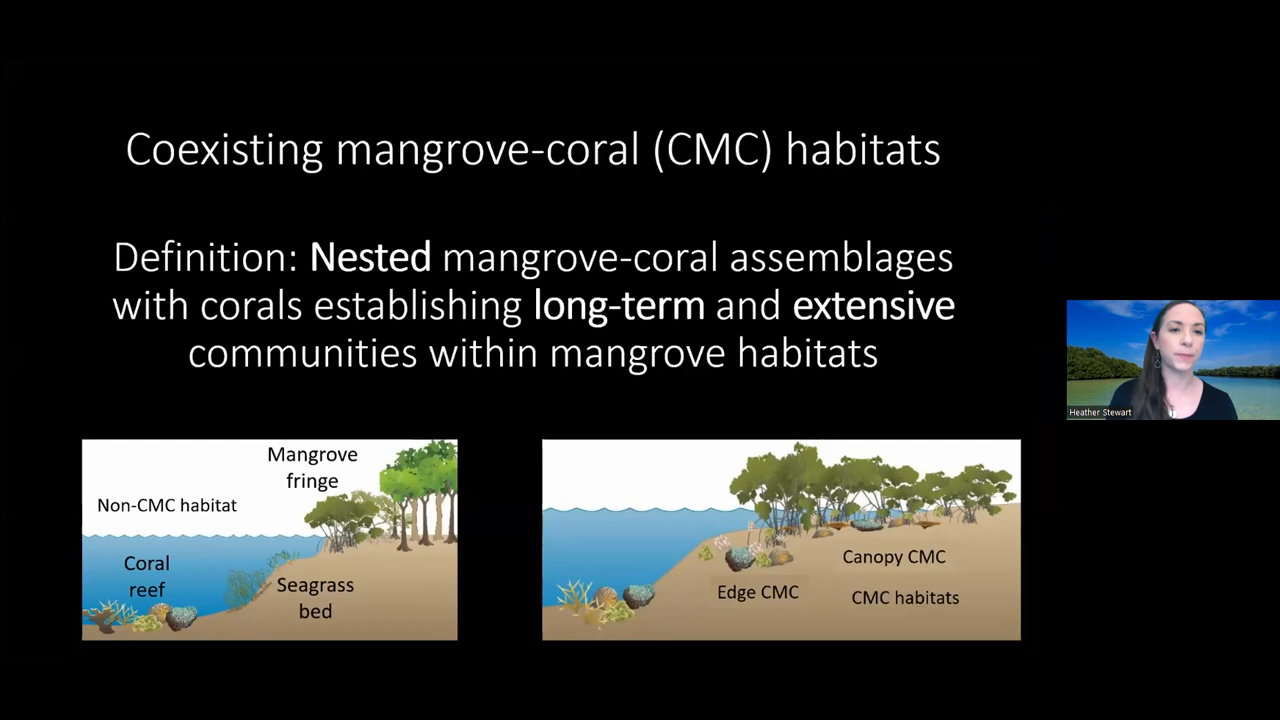 Coexisting mangrove-coral (CMC) habitats
Definition: Nested mangrove-coral assemblages
with corals establishing long-term and extensive
communities within mangrove habitats
Mangrove
fringe
Non-CMC habitat
Coral
reef
Seagrass
bed
Canopy CMC
Edge CMC
CMC habitats
Heather Stewart